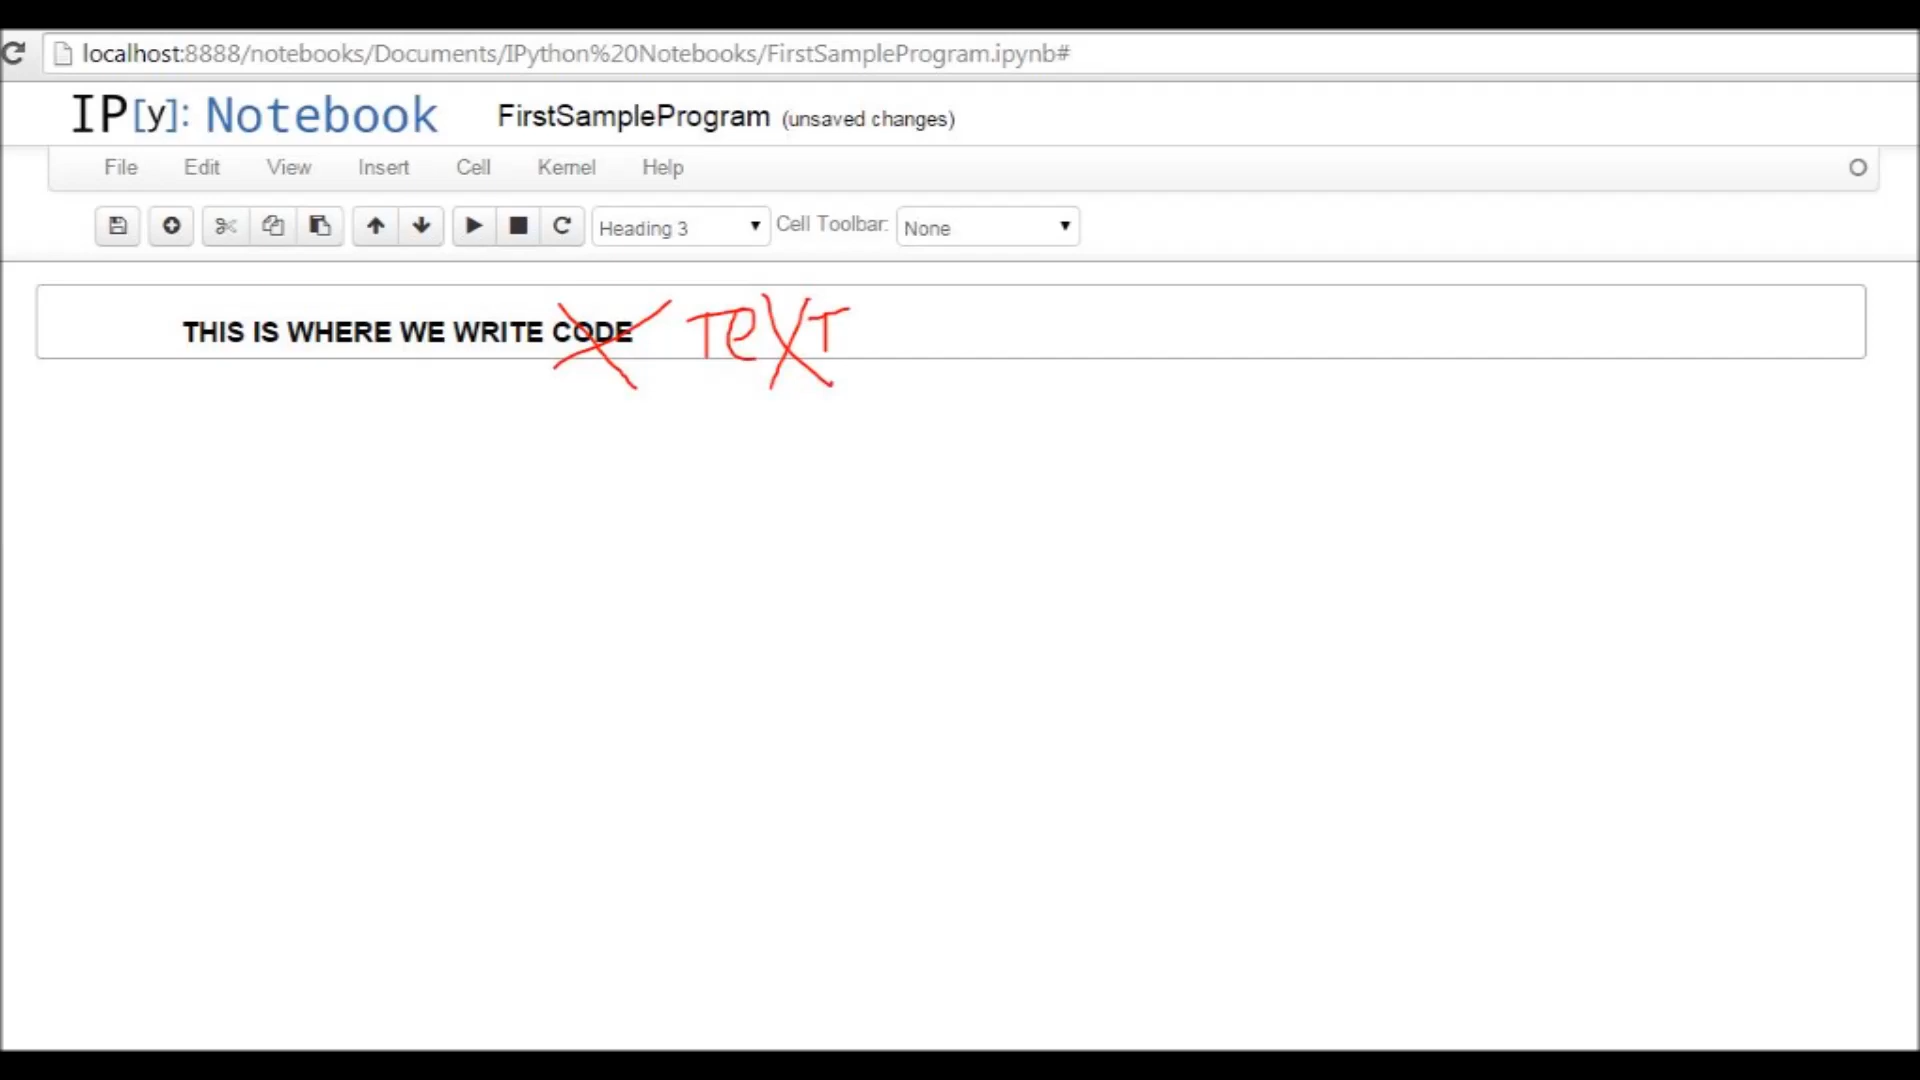 localhost:8888/notebooks/Documents/IPython%20Notebooks/FirstSampleProgram.ipynb#
IP[y]: Notebook FirstSampleProgram (unsaved changes)
File Edit View Insert Cell Kernel Help
Heading 3 Cell Toolbar: None
THIS IS WHERE WE WRITE CODE TeXT